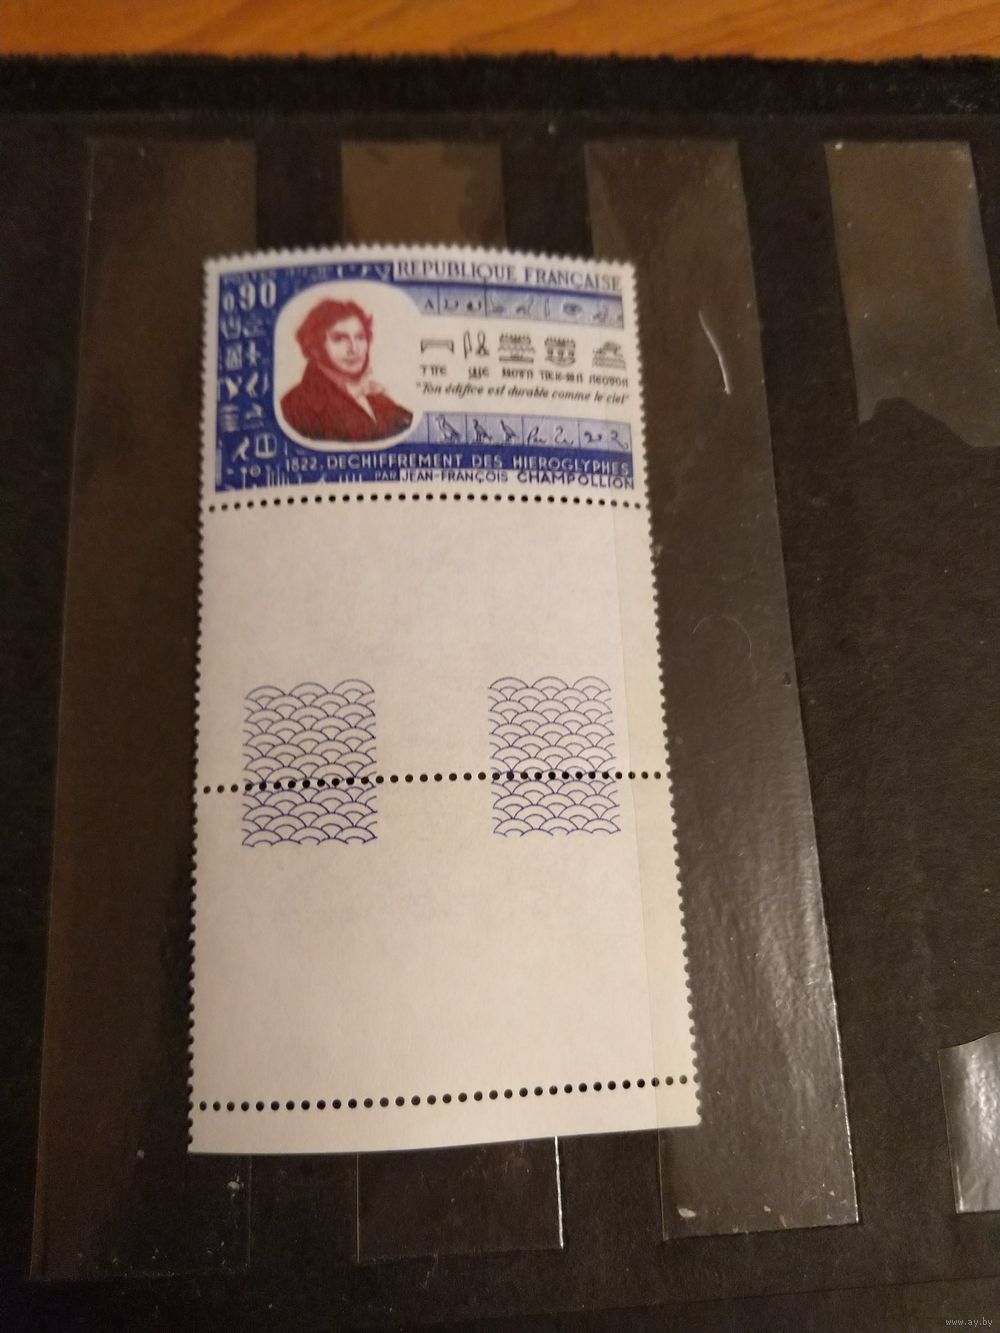 REPUBLIQUE FRANÇAISE
0,90
"Ton édifice est durable comme le ciel"
1822, DECHIFFREMENT DES HIEROGLYPHES
PAR JEAN-FRANÇOIS CHAMPOLLION
www.ay.by